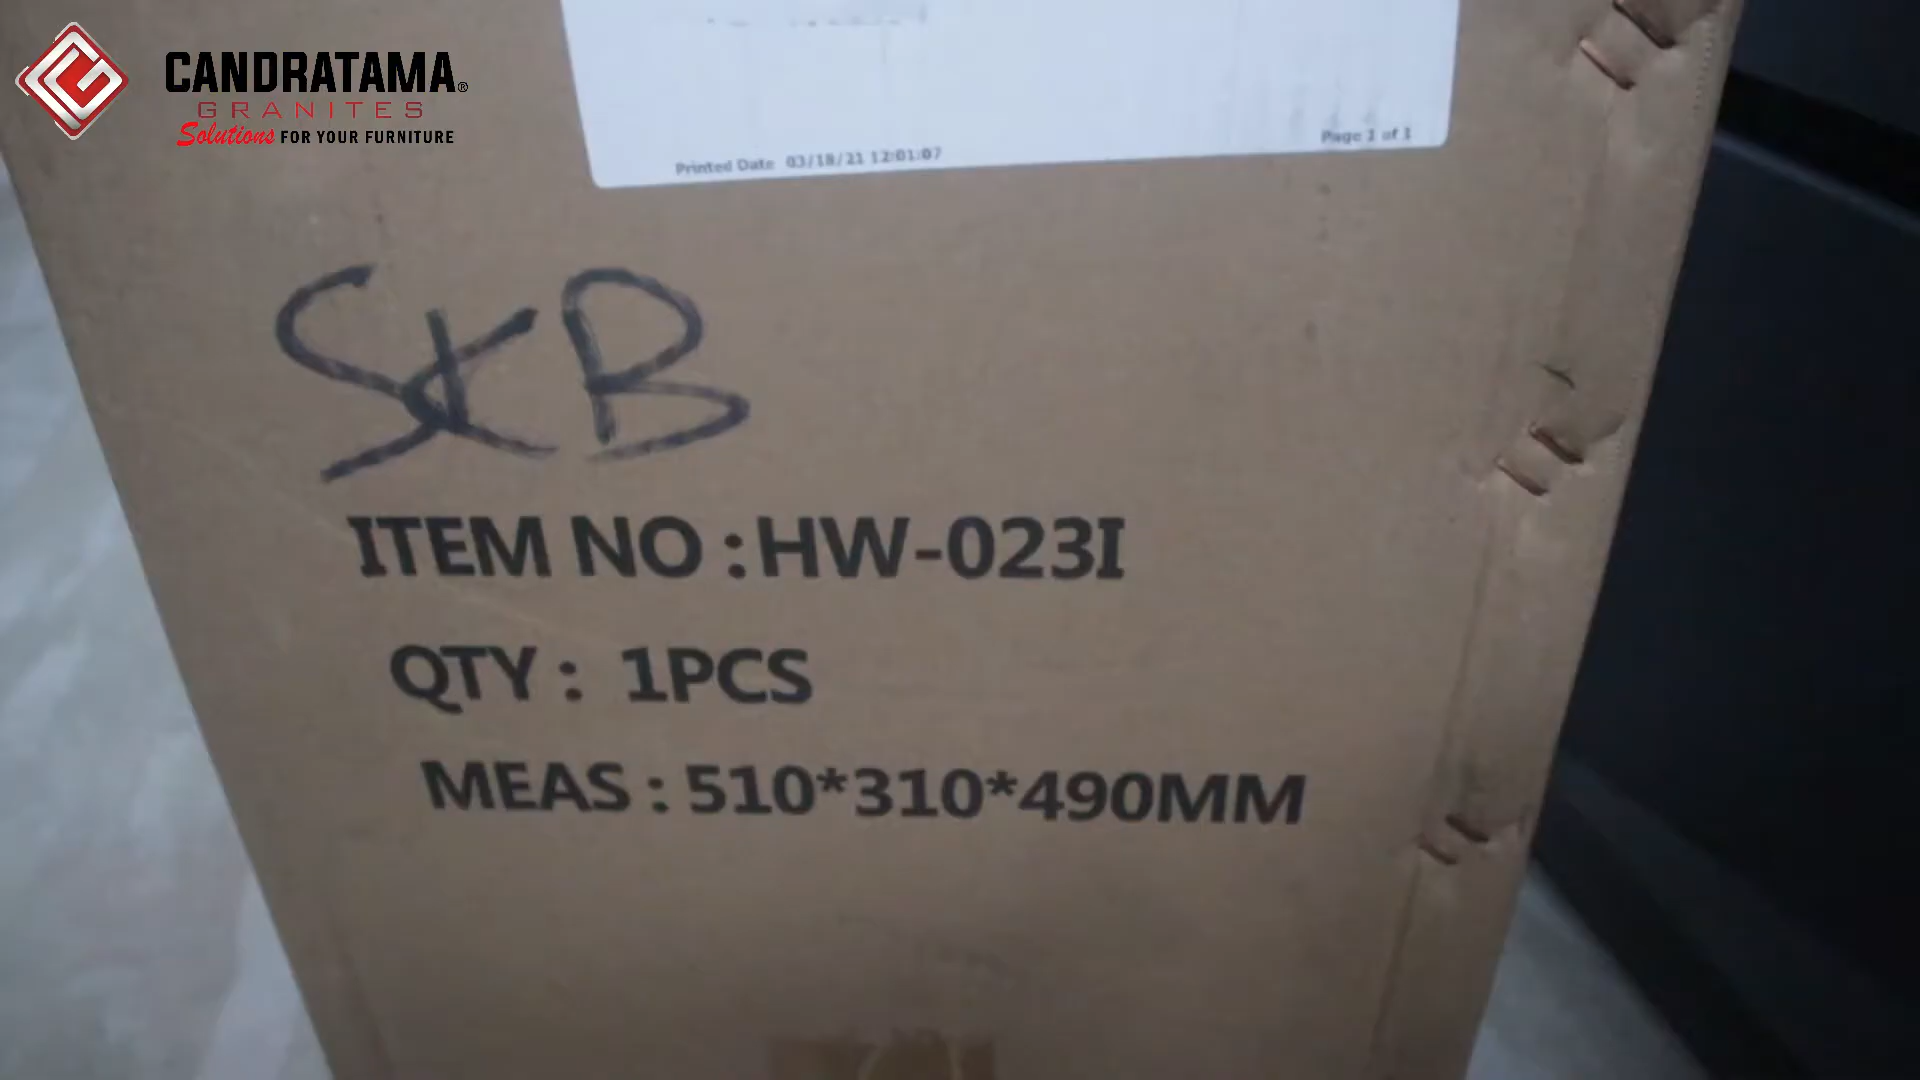 CANDRATAMA®
GRANITES
Solutions FOR YOUR FURNITURE
Page 1 of 1
Printed Date 03/18/21 12:01:07
SKB
ITEM NO : HW-023I
QTY : 1PCS
MEAS : 510*310*490MM